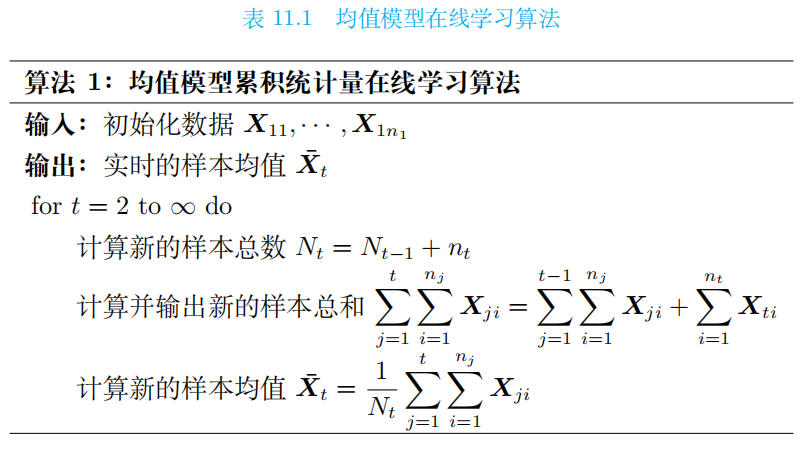 表 11.1 均值模型在线学习算法
算法 1：均值模型累积统计量在线学习算法
输入：初始化数据 $\boldsymbol{X}_{11}, \cdots, \boldsymbol{X}_{1n_1}$
输出：实时的样本均值 $\bar{\boldsymbol{X}}_t$
for $t = 2$ to $\infty$ do
计算新的样本总数 $N_t = N_{t-1} + n_t$
计算并输出新的样本总和 $\sum_{j=1}^{t} \sum_{i=1}^{n_j} \boldsymbol{X}_{ji} = \sum_{j=1}^{t-1} \sum_{i=1}^{n_j} \boldsymbol{X}_{ji} + \sum_{i=1}^{n_t} \boldsymbol{X}_{ti}$
计算新的样本均值 $\bar{\boldsymbol{X}}_t = \frac{1}{N_t} \sum_{j=1}^{t} \sum_{i=1}^{n_j} \boldsymbol{X}_{ji}$